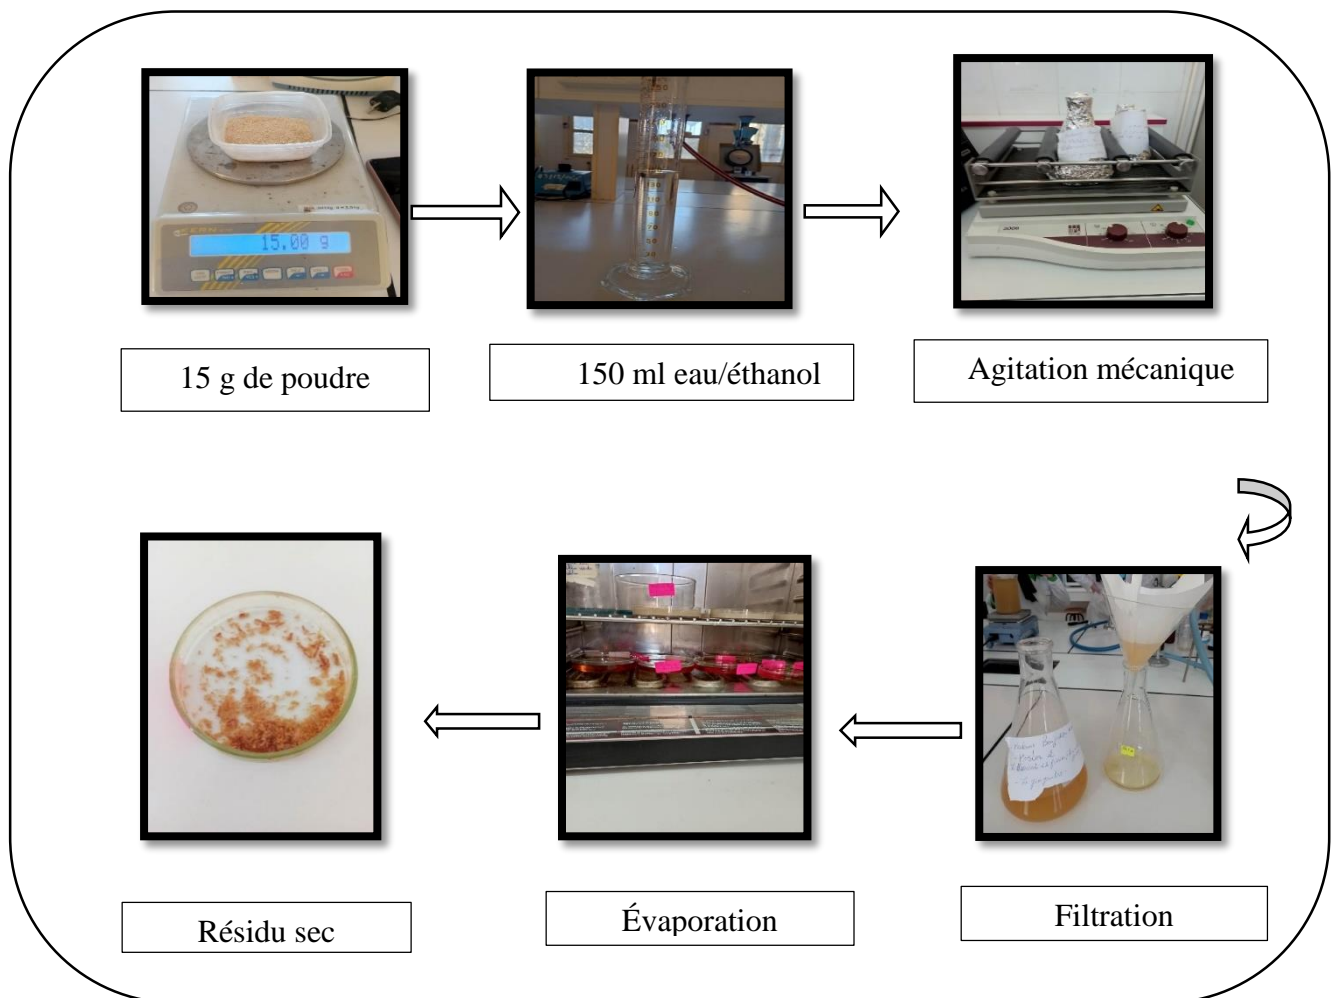 15.00 g
15 g de poudre
150 ml eau/éthanol
Agitation mécanique
Résidu sec
Évaporation
Filtration